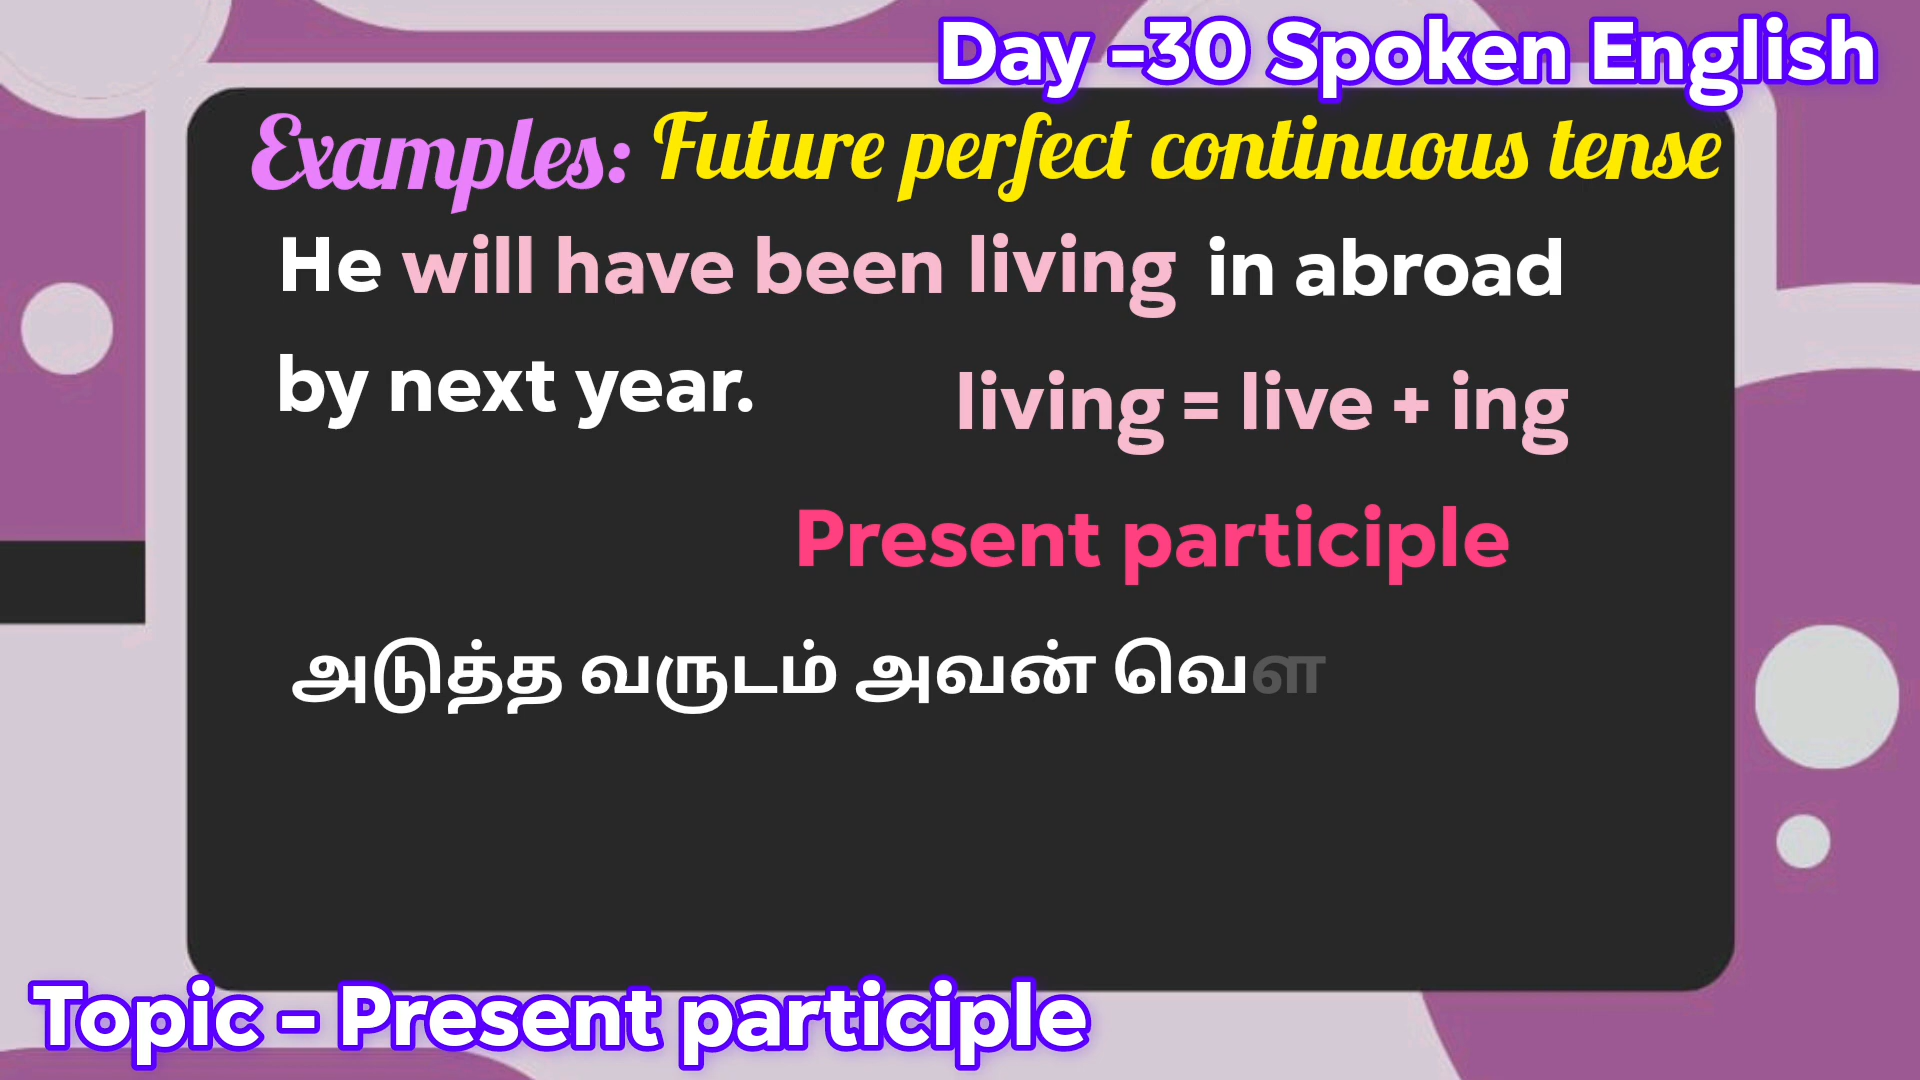 Day -30 Spoken English
Examples: Future perfect continuous tense
He will have been living in abroad
by next year.
living = live + ing
Present participle
அடுத்த வருடம் அவன் வெள
Topic - Present participle